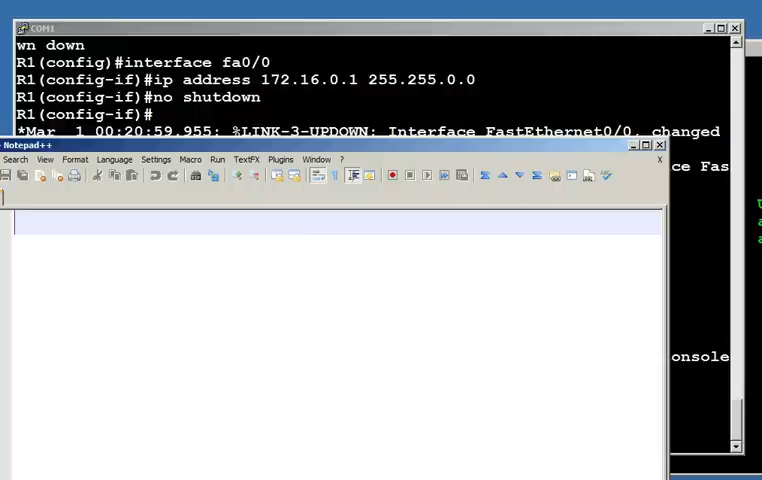 COM1
wn down
R1(config)#interface fa0/0
R1(config-if)#ip address 172.16.0.1 255.255.0.0
R1(config-if)#no shutdown
R1(config-if)#
*Mar  1 00:20:59.955: %LINK-3-UPDOWN: Interface FastEthernet0/0, changed
Notepad++
ce Fas
Search View Format Language Settings Macro Run TextFX Plugins Window ? X
onsole